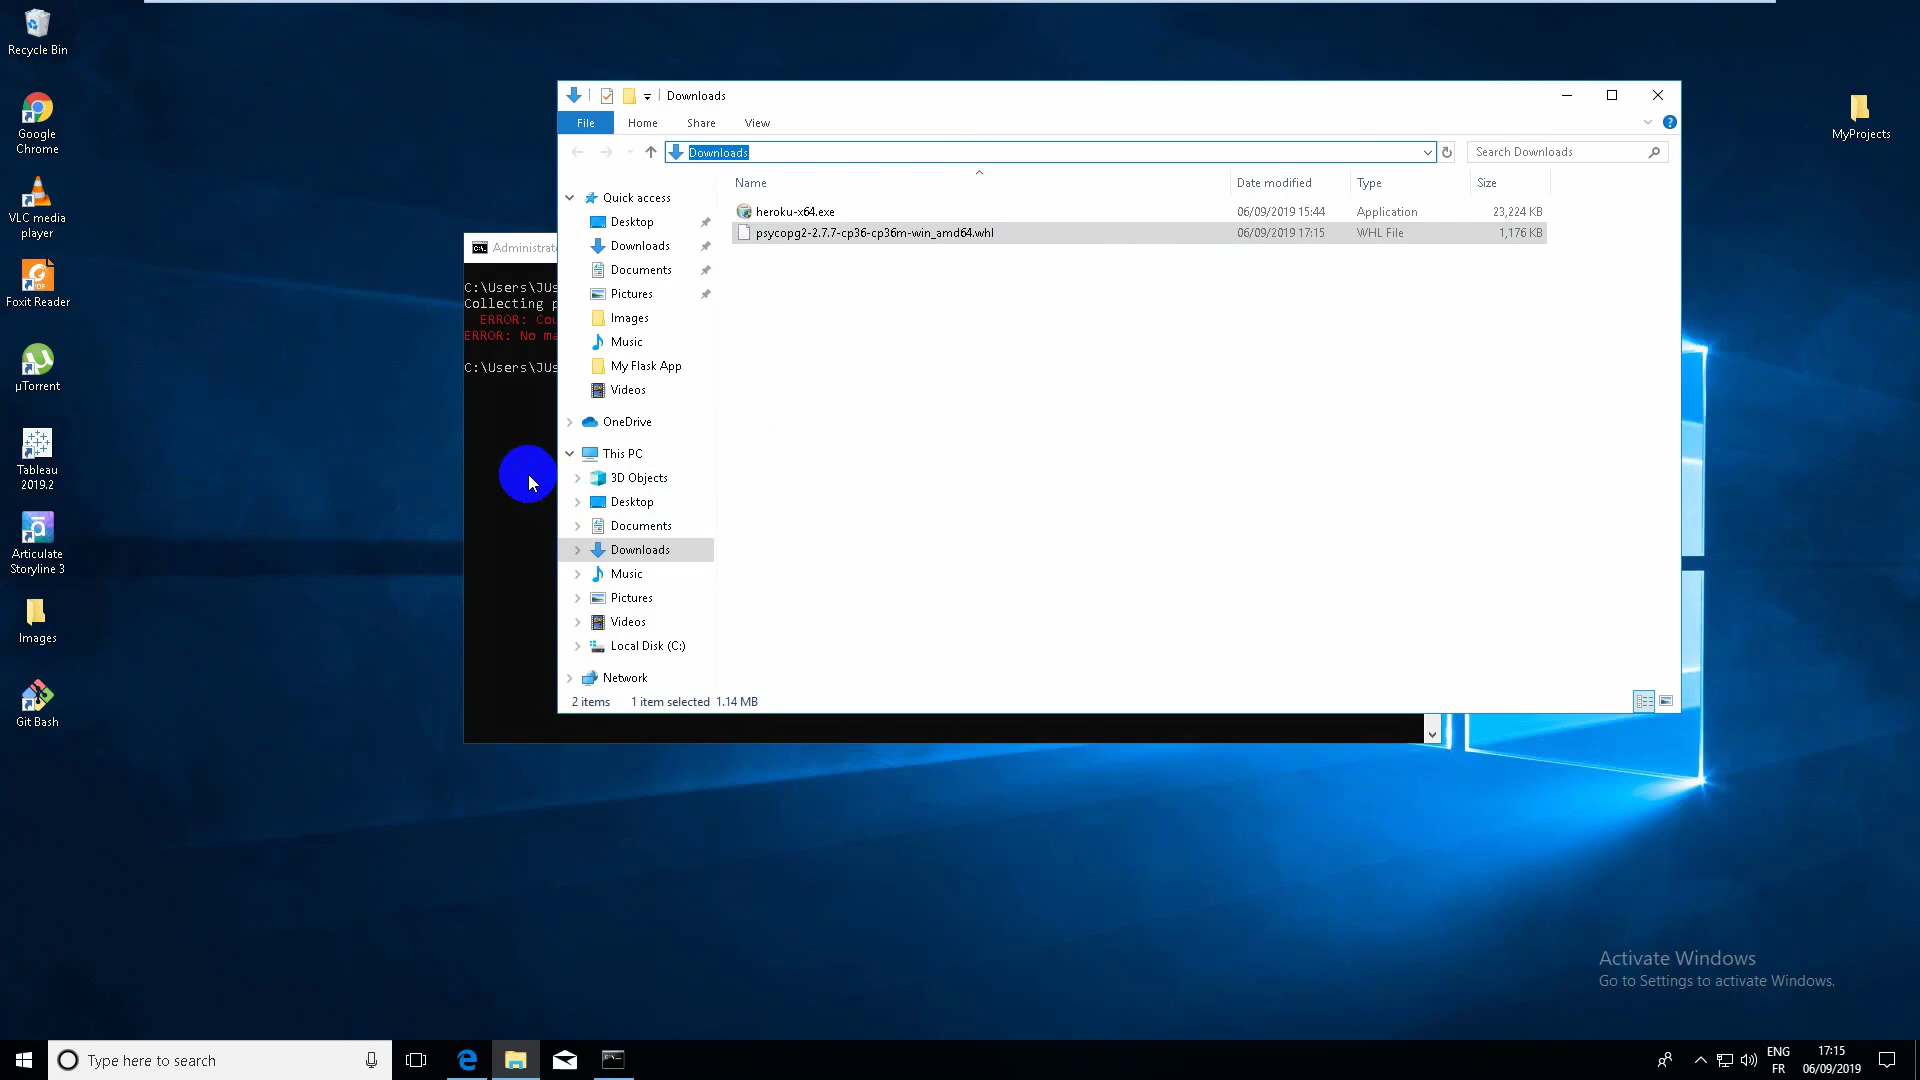 Recycle Bin
Google
Chrome
VLC media
player
Foxit Reader
µTorrent
Tableau
2019.2
Articulate
Storyline 3
Images
Git Bash
MyProjects
Administrat
C:\Users\JUs
Collecting p
ERROR: Cou
ERROR: No ma
C:\Users\JUs
Downloads
File Home Share View
Downloads
Search Downloads
Name Date modified Type Size
heroku-x64.exe 06/09/2019 15:44 Application 23,224 KB
psycopg2-2.7.7-cp36-cp36m-win_amd64.whl 06/09/2019 17:15 WHL File 1,176 KB
Quick access
Desktop
Downloads
Documents
Pictures
Images
Music
My Flask App
Videos
OneDrive
This PC
3D Objects
Desktop
Documents
Downloads
Music
Pictures
Videos
Local Disk (C:)
Network
2 items 1 item selected 1.14 MB
Activate Windows
Go to Settings to activate Windows.
Type here to search
ENG
FR
17:15
06/09/2019